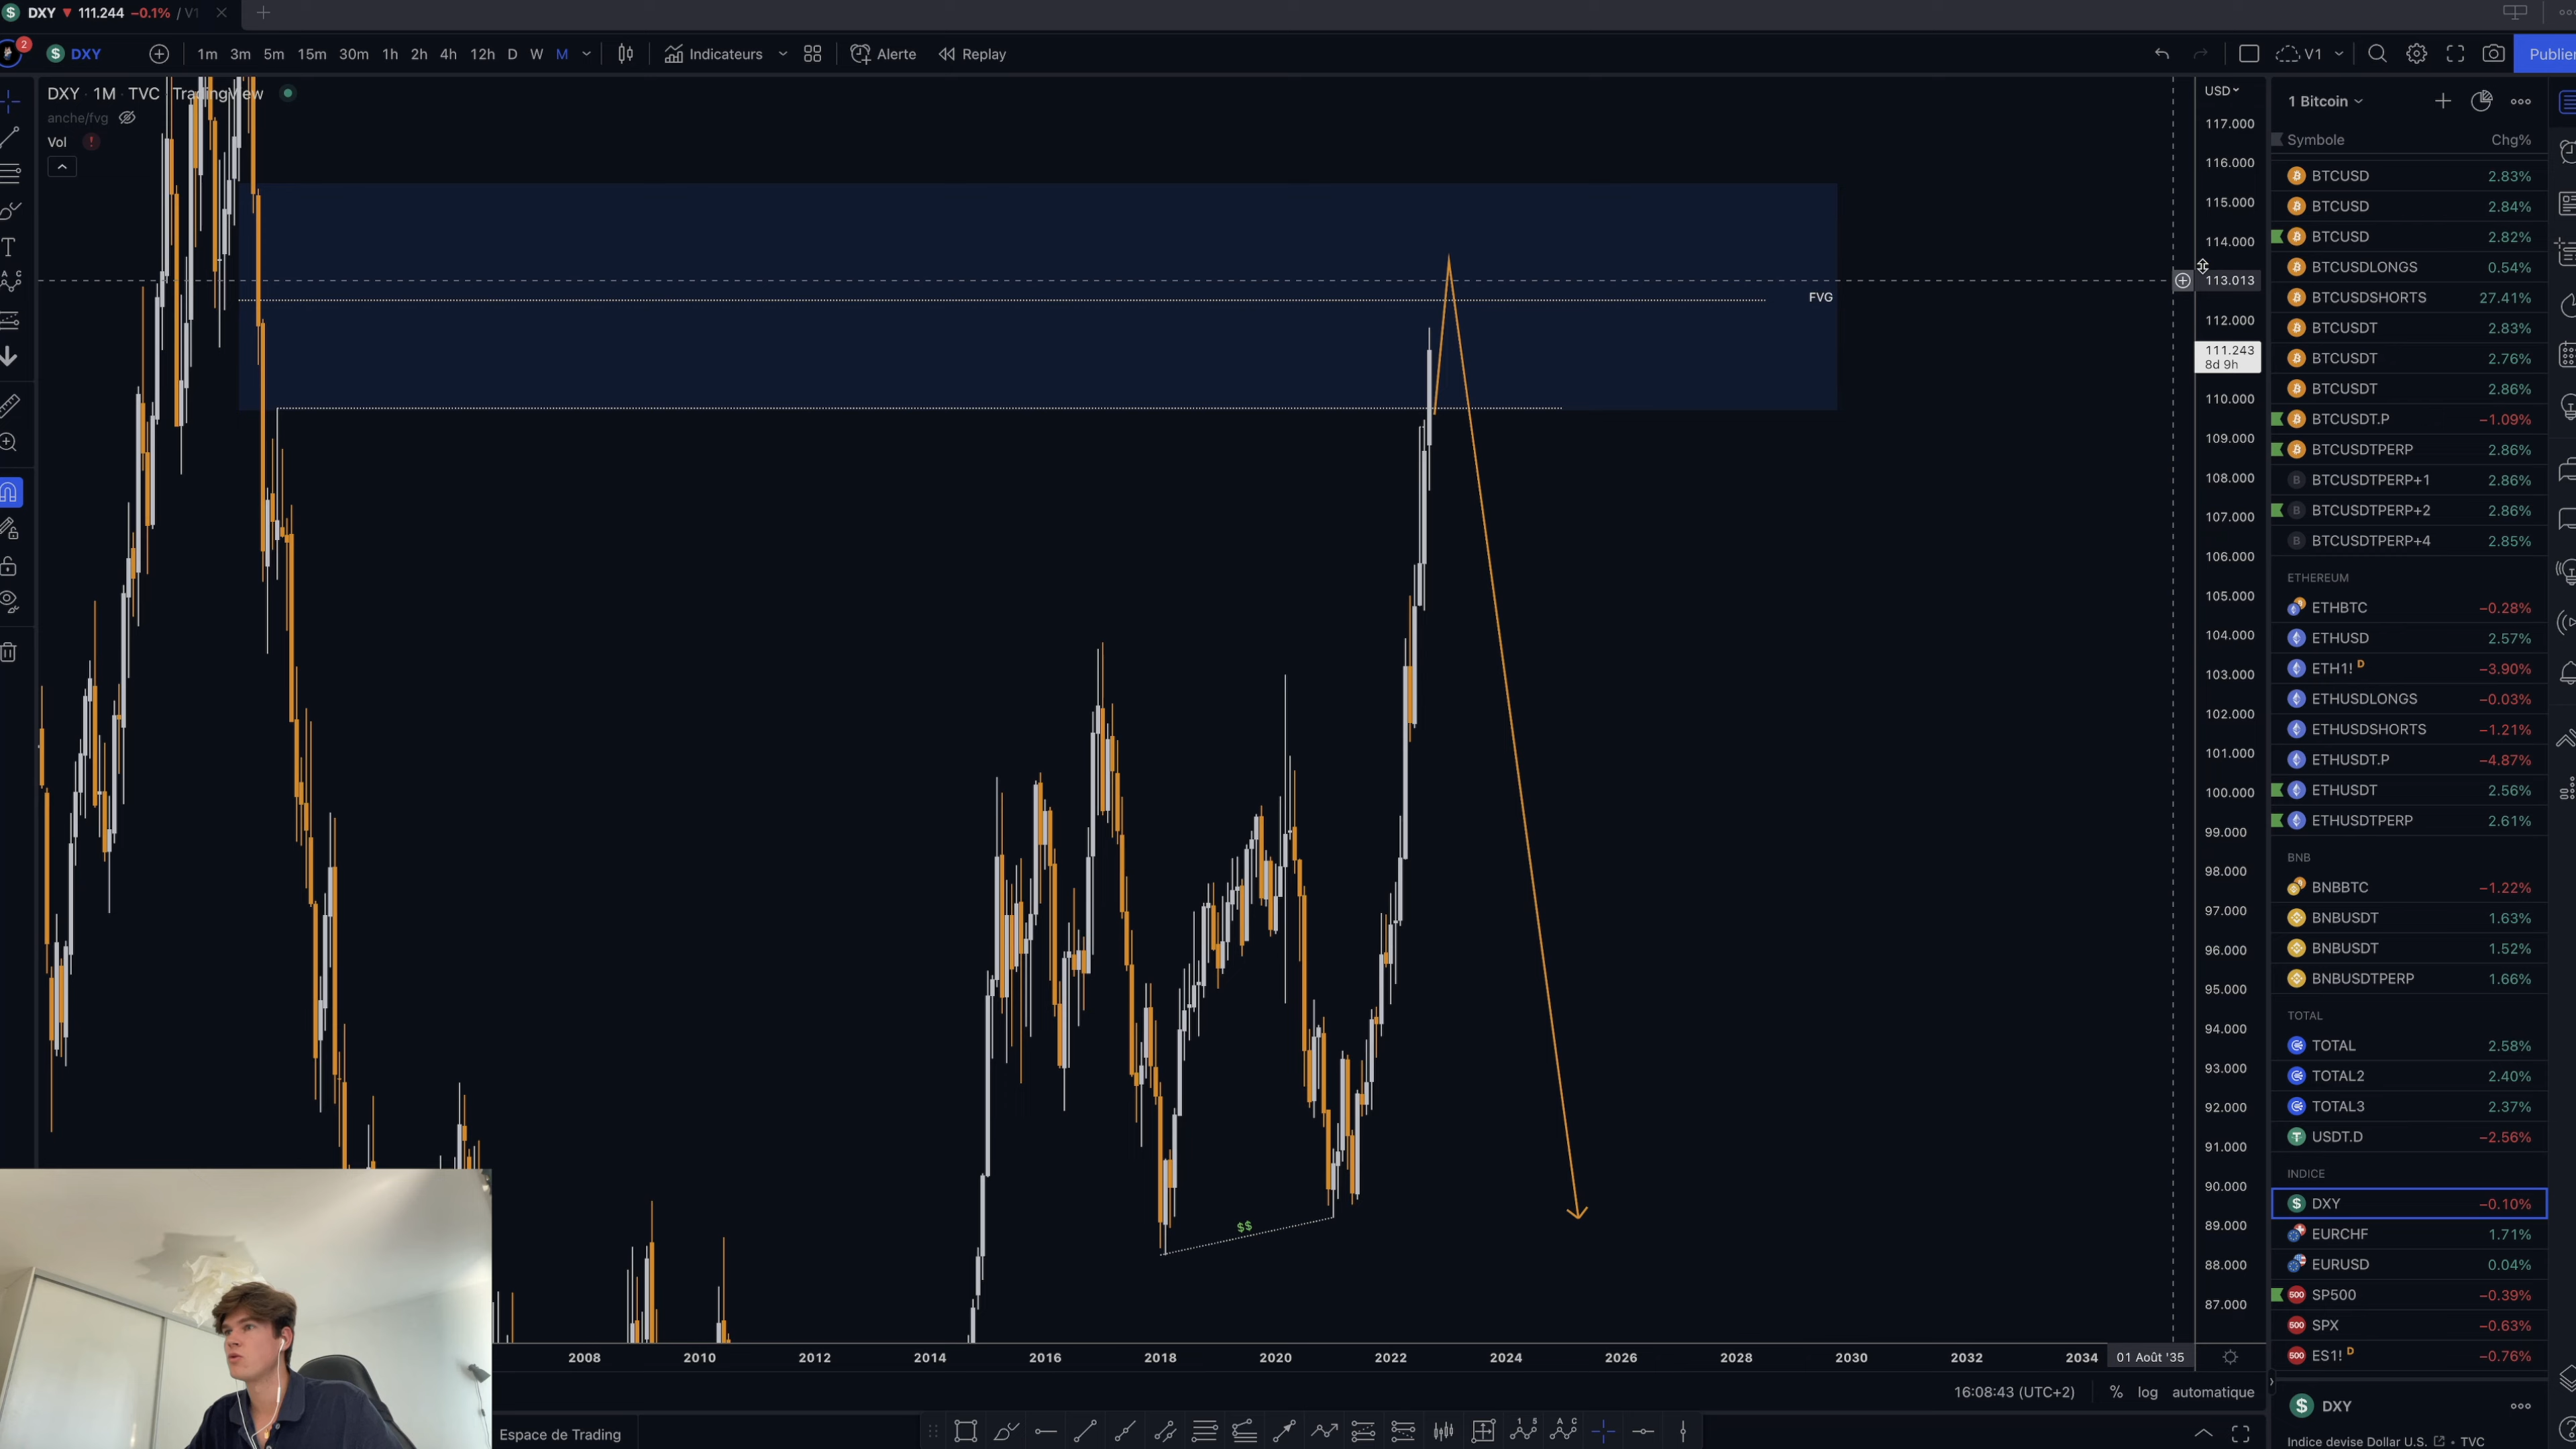 DXY ▼ 111.244 −0.1% / V1
2 DXY 1m 3m 5m 15m 30m 1h 2h 4h 12h D W M Indicateurs Alerte Replay V1 Publier
DXY · 1M · TVC · TradingView
anche/fvg
Vol
FVG
$$
USD
117.000
116.000
115.000
114.000
113.013
112.000
111.243
8d 9h
110.000
109.000
108.000
107.000
106.000
105.000
104.000
103.000
102.000
101.000
100.000
99.000
98.000
97.000
96.000
95.000
94.000
93.000
92.000
91.000
90.000
89.000
88.000
87.000
2008 2010 2012 2014 2016 2018 2020 2022 2024 2026 2028 2030 2032 2034 01 Août '35
16:08:43 (UTC+2) % log automatique
Espace de Trading
1 Bitcoin
Symbole Chg%
BTCUSD 2.83%
BTCUSD 2.84%
BTCUSD 2.82%
BTCUSDLONGS 0.54%
BTCUSDSHORTS 27.41%
BTCUSDT 2.83%
BTCUSDT 2.76%
BTCUSDT 2.86%
BTCUSDT.P −1.09%
BTCUSDTPERP 2.86%
BTCUSDTPERP+1 2.86%
BTCUSDTPERP+2 2.86%
BTCUSDTPERP+4 2.85%
ETHEREUM
ETHBTC −0.28%
ETHUSD 2.57%
ETH1! D −3.90%
ETHUSDLONGS −0.03%
ETHUSDSHORTS −1.21%
ETHUSDT.P −4.87%
ETHUSDT 2.56%
ETHUSDTPERP 2.61%
BNB
BNBBTC −1.22%
BNBUSDT 1.63%
BNBUSDT 1.52%
BNBUSDTPERP 1.66%
TOTAL
TOTAL 2.58%
TOTAL2 2.40%
TOTAL3 2.37%
USDT.D −2.56%
INDICE
DXY −0.10%
EURCHF 1.71%
EURUSD 0.04%
SP500 −0.39%
SPX −0.63%
ES1! D −0.76%
DXY
Indice devise Dollar U.S. • TVC